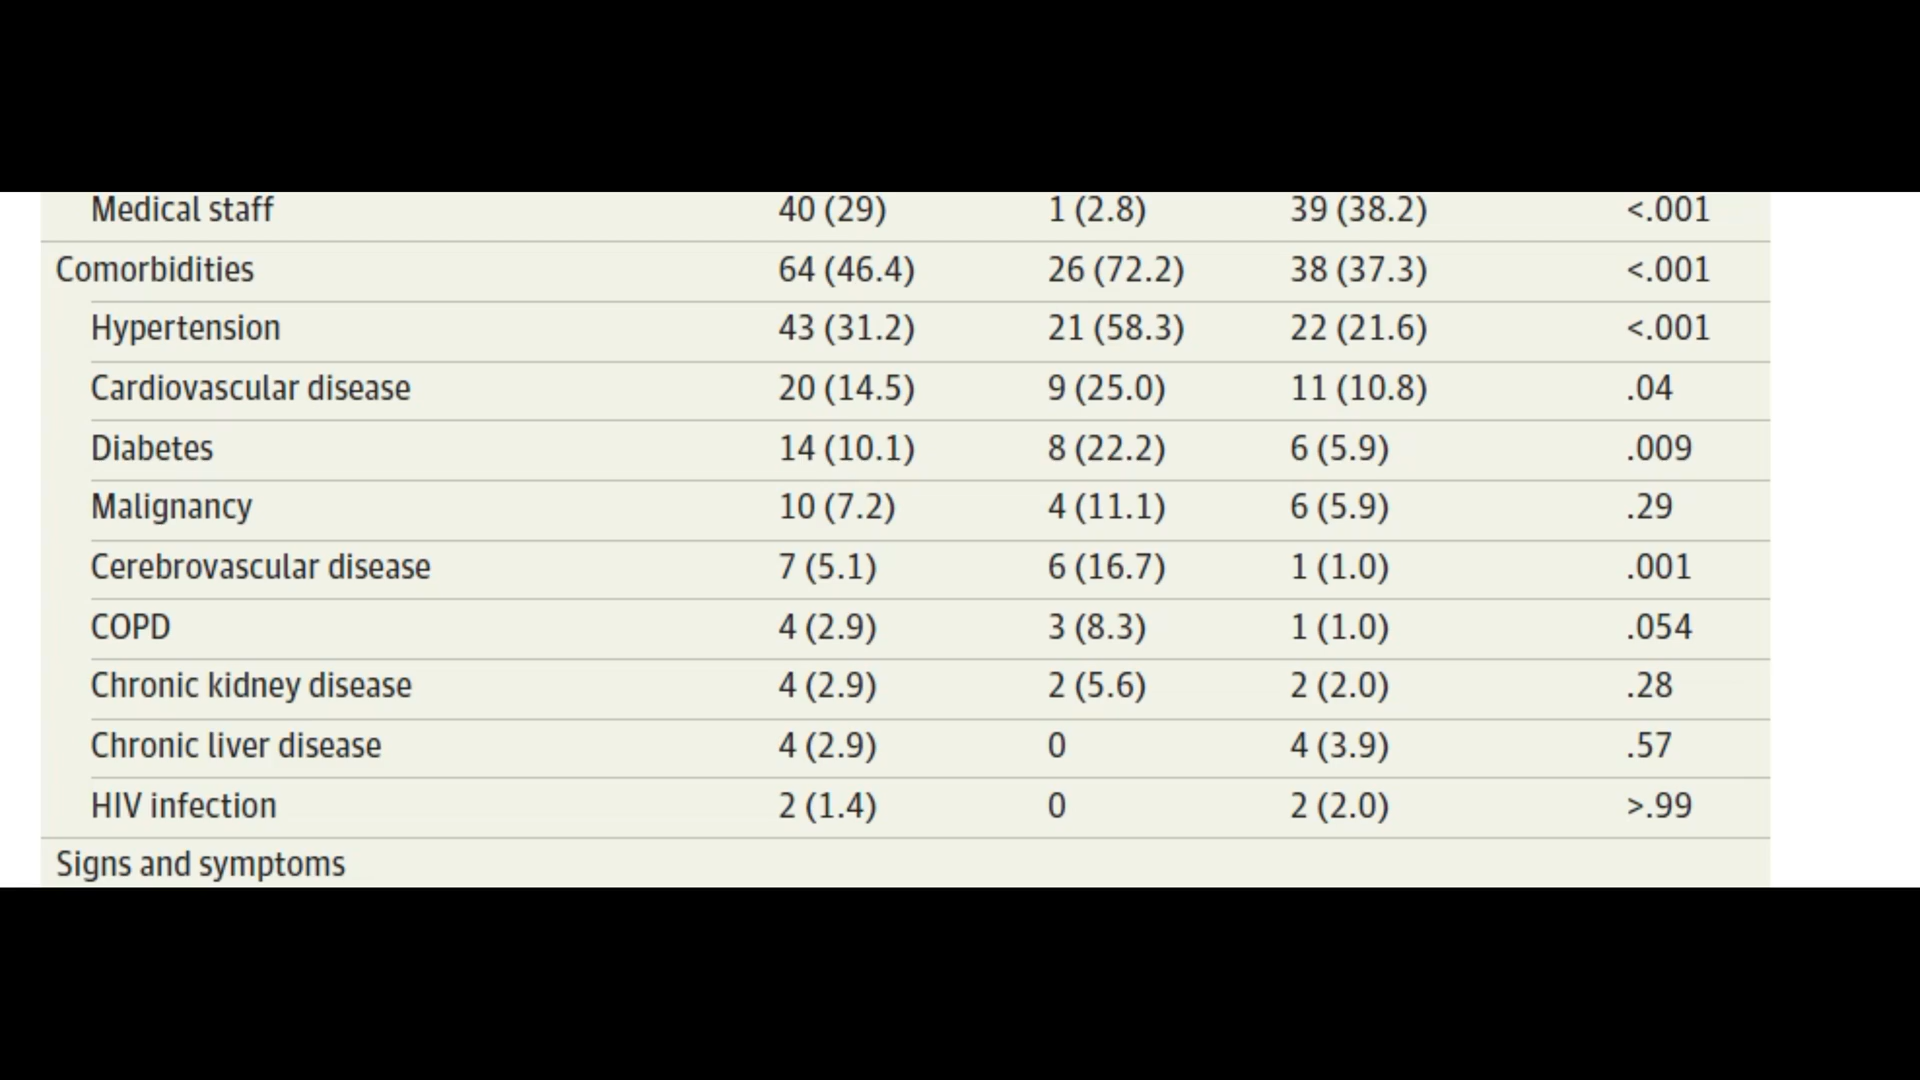 Medical staff 40 (29) 1 (2.8) 39 (38.2) <.001
Comorbidities 64 (46.4) 26 (72.2) 38 (37.3) <.001
Hypertension 43 (31.2) 21 (58.3) 22 (21.6) <.001
Cardiovascular disease 20 (14.5) 9 (25.0) 11 (10.8) .04
Diabetes 14 (10.1) 8 (22.2) 6 (5.9) .009
Malignancy 10 (7.2) 4 (11.1) 6 (5.9) .29
Cerebrovascular disease 7 (5.1) 6 (16.7) 1 (1.0) .001
COPD 4 (2.9) 3 (8.3) 1 (1.0) .054
Chronic kidney disease 4 (2.9) 2 (5.6) 2 (2.0) .28
Chronic liver disease 4 (2.9) 0 4 (3.9) .57
HIV infection 2 (1.4) 0 2 (2.0) >.99
Signs and symptoms